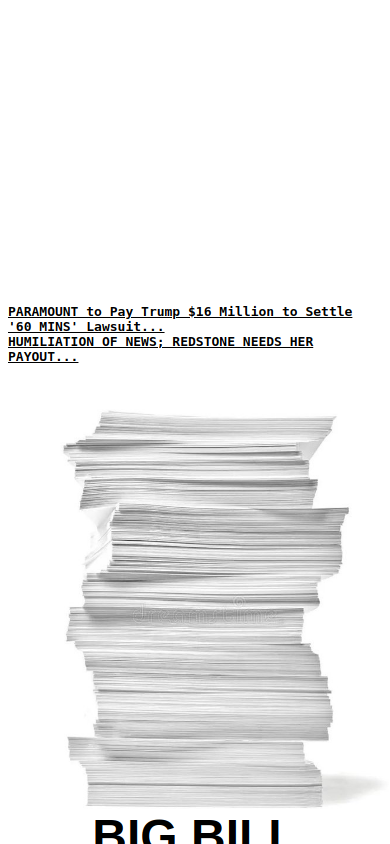 PARAMOUNT to Pay Trump $16 Million to Settle
'60 MINS' Lawsuit...
HUMILIATION OF NEWS; REDSTONE NEEDS HER
PAYOUT...
BIG BILL